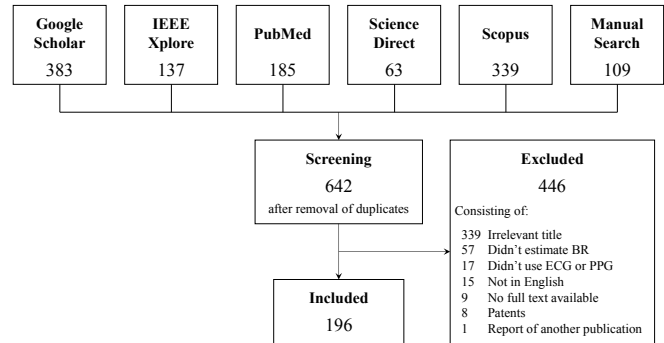 Google Scholar
383
IEEE Xplore
137
PubMed
185
Science Direct
63
Scopus
339
Manual Search
109
Screening
642
after removal of duplicates
Excluded
446
Consisting of:
339 Irrelevant title
57 Didn't estimate BR
17 Didn't use ECG or PPG
15 Not in English
9 No full text available
8 Patents
1 Report of another publication
Included
196